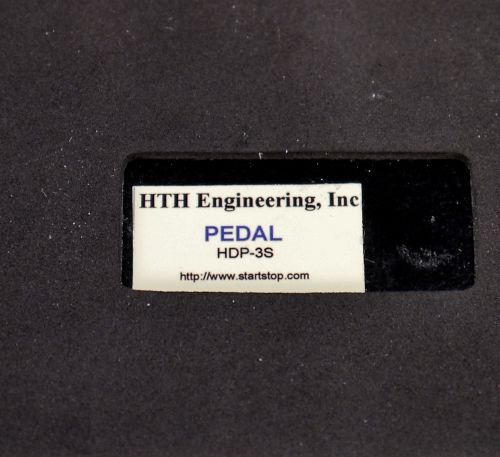 HTH Engineering, Inc
PEDAL
HDP-3S
http://www.startstop.com